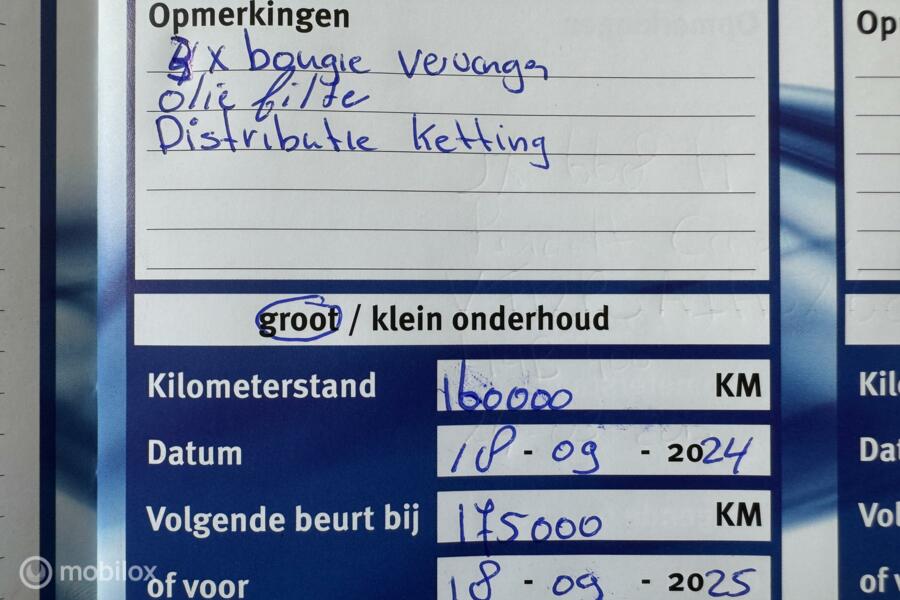 Opmerkingen
x bougie vervangen
olie filte
Distributie ketting
groot / klein onderhoud
Kilometerstand 160000 KM
Datum 18 - 09 - 2024
Volgende beurt bij 175000 KM
of voor 18 - 09 - 2025
Op
Kil
Dat
Vol
of v
mobilox